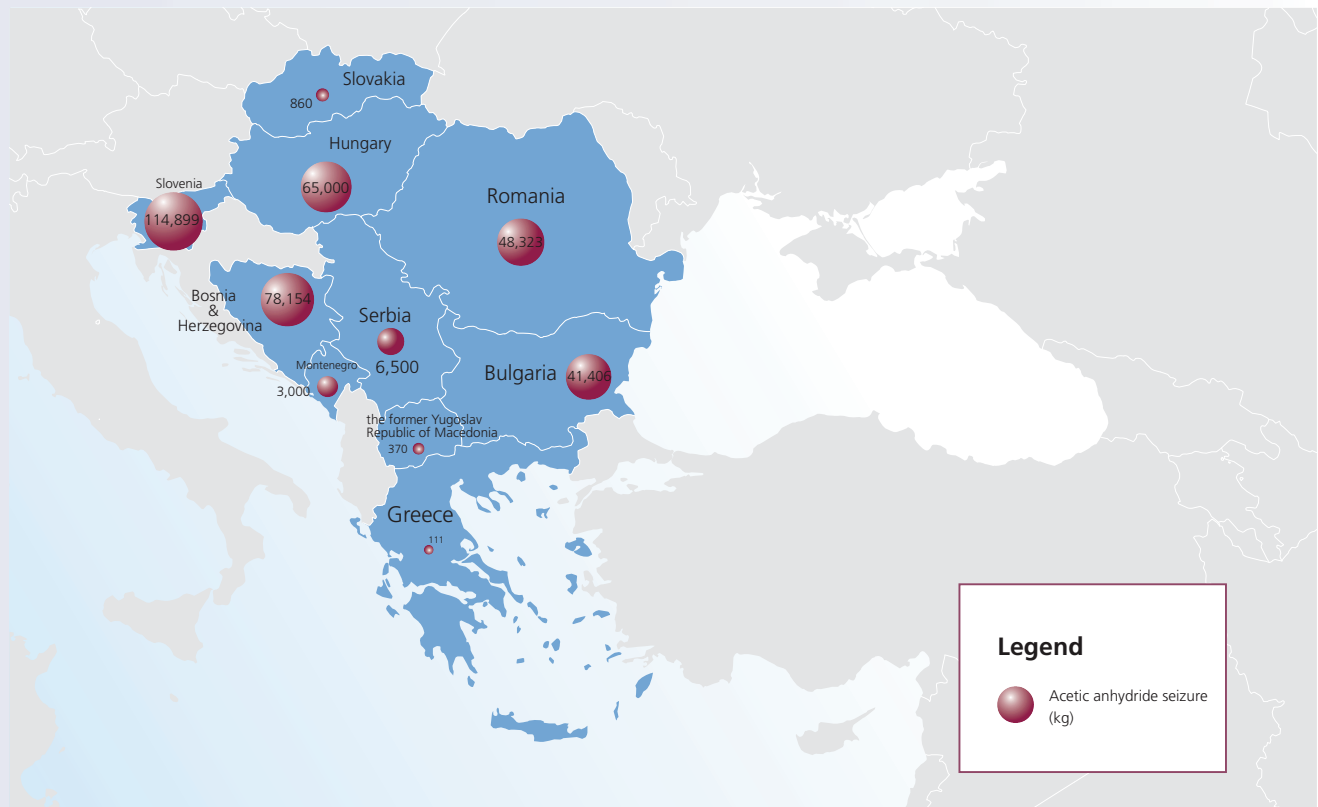 Slovakia
860
Hungary
65,000
Slovenia
114,899
Romania
48,323
Bosnia
&
Herzegovina
78,154
Serbia
6,500
Montenegro
3,000
Bulgaria
41,406
the former Yugoslav
Republic of Macedonia
370
Greece
111
Legend
Acetic anhydride seizure
(kg)